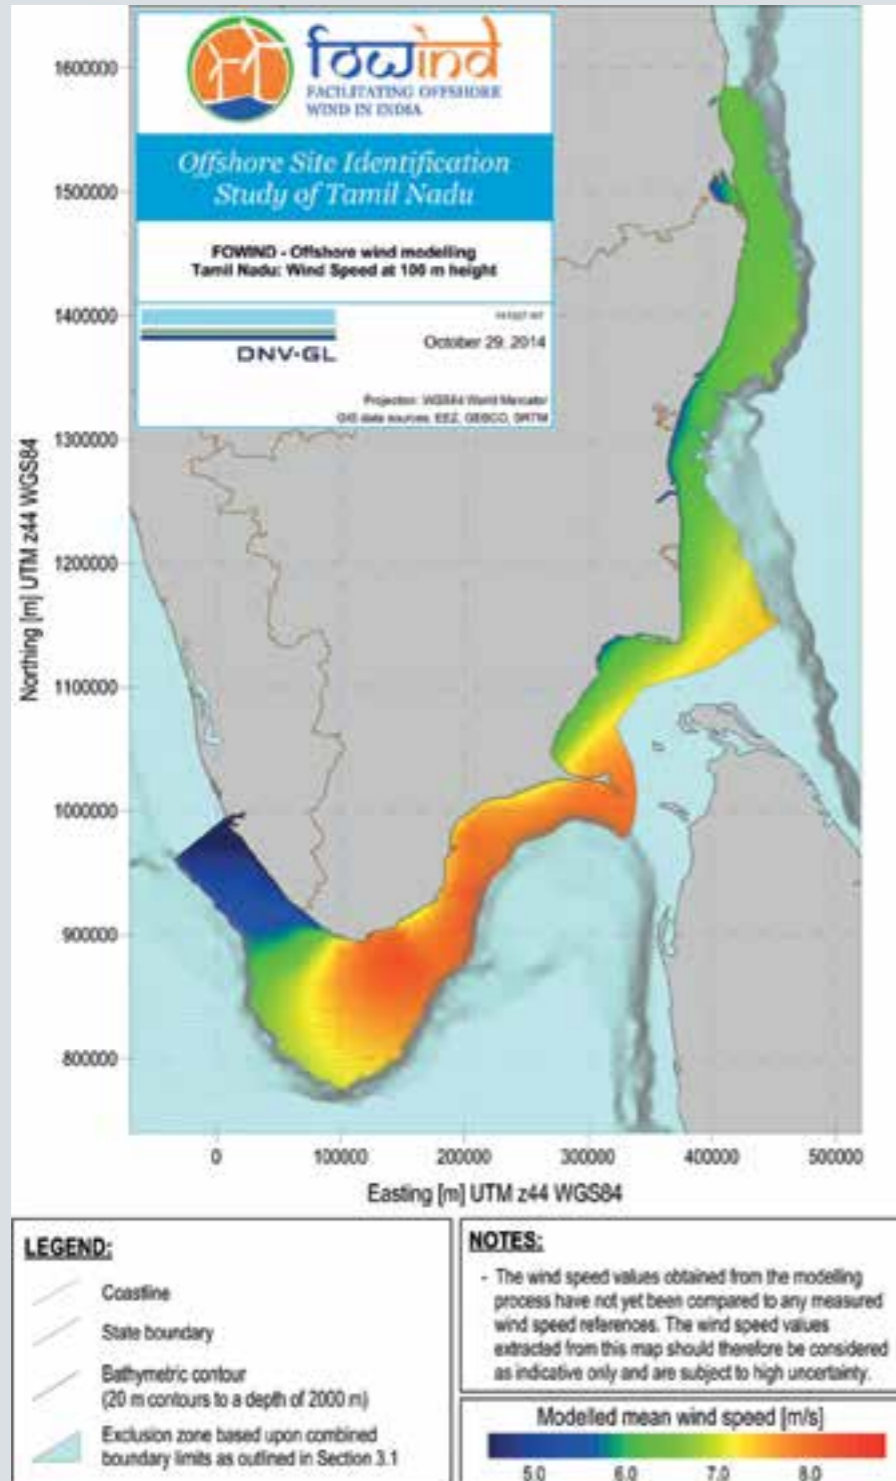 fowind
FACILITATING OFFSHORE
WIND IN INDIA
Offshore Site Identification
Study of Tamil Nadu
FOWIND - Offshore wind modelling
Tamil Nadu: Wind Speed at 100 m height
DNV·GL
October 29, 2014
Projection: WGS84 World Mercator
GIS data sources: EEZ, GEBCO, SRTM
1600000
1500000
1400000
1300000
1200000
1100000
1000000
900000
800000
Northing [m] UTM z44 WGS84
0 100000 200000 300000 400000 500000
Easting [m] UTM z44 WGS84
LEGEND:
Coastline
State boundary
Bathymetric contour
(20 m contours to a depth of 2000 m)
Exclusion zone based upon combined
boundary limits as outlined in Section 3.1
NOTES:
- The wind speed values obtained from the modelling
process have not yet been compared to any measured
wind speed references. The wind speed values
extracted from this map should therefore be considered
as indicative only and are subject to high uncertainty.
Modelled mean wind speed [m/s]
5.0 6.0 7.0 8.0